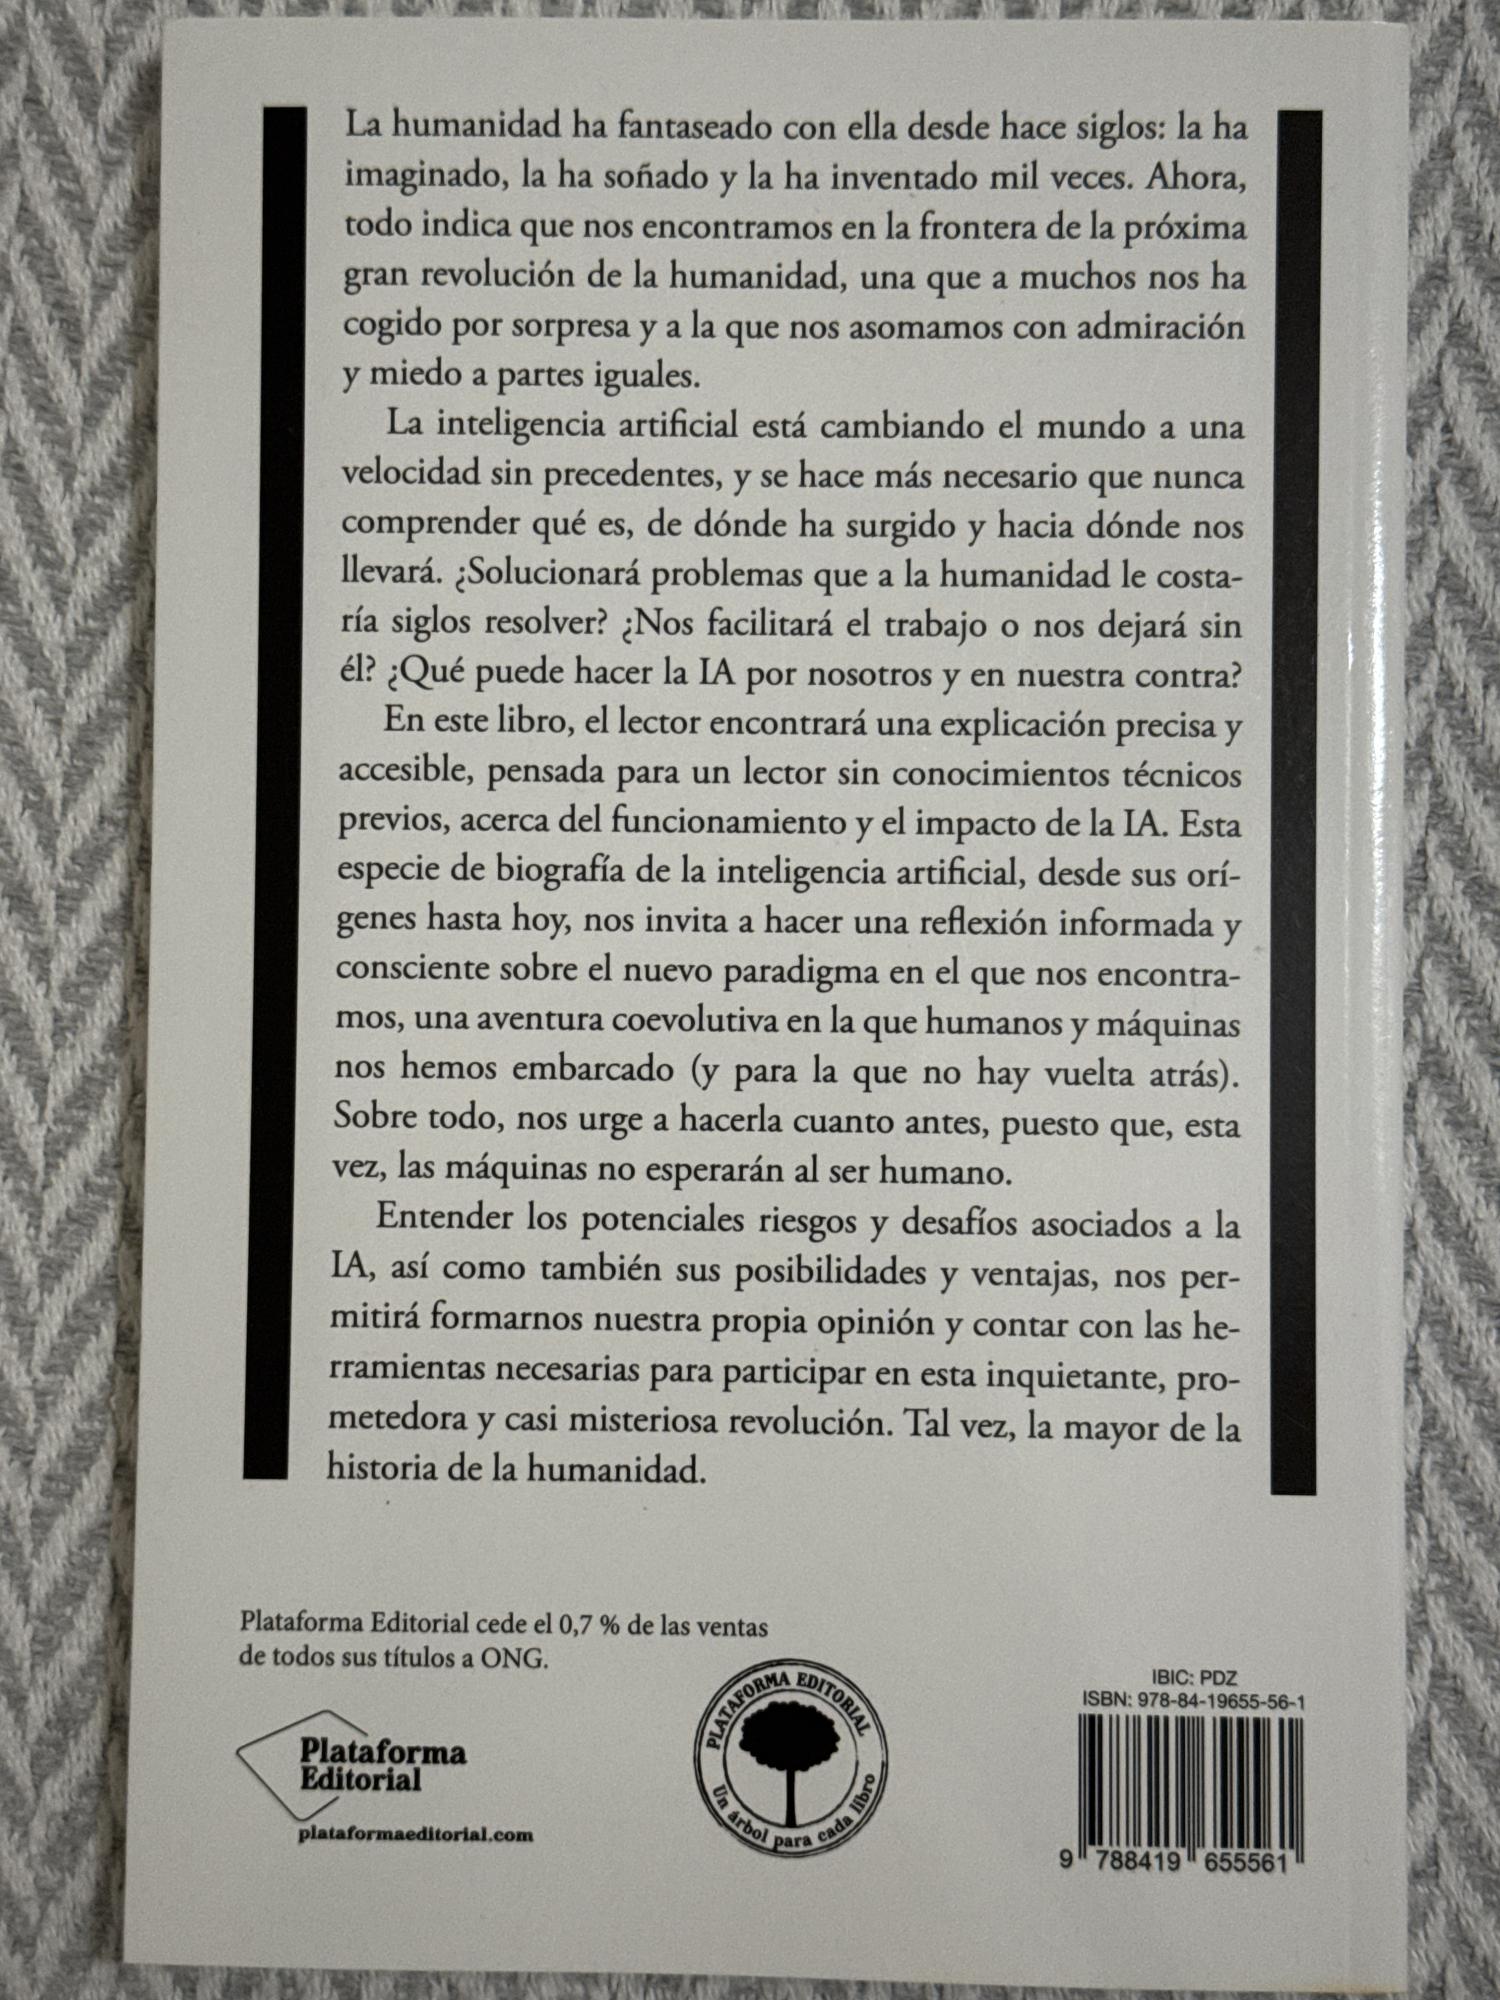 La humanidad ha fantaseado con ella desde hace siglos: la ha
imaginado, la ha soñado y la ha inventado mil veces. Ahora,
todo indica que nos encontramos en la frontera de la próxima
gran revolución de la humanidad, una que a muchos nos ha
cogido por sorpresa y a la que nos asomamos con admiración
y miedo a partes iguales.
La inteligencia artificial está cambiando el mundo a una
velocidad sin precedentes, y se hace más necesario que nunca
comprender qué es, de dónde ha surgido y hacia dónde nos
llevará. ¿Solucionará problemas que a la humanidad le costa-
ría siglos resolver? ¿Nos facilitará el trabajo o nos dejará sin
él? ¿Qué puede hacer la IA por nosotros y en nuestra contra?
En este libro, el lector encontrará una explicación precisa y
accesible, pensada para un lector sin conocimientos técnicos
previos, acerca del funcionamiento y el impacto de la IA. Esta
especie de biografía de la inteligencia artificial, desde sus orí-
genes hasta hoy, nos invita a hacer una reflexión informada y
consciente sobre el nuevo paradigma en el que nos encontra-
mos, una aventura coevolutiva en la que humanos y máquinas
nos hemos embarcado (y para la que no hay vuelta atrás).
Sobre todo, nos urge a hacerla cuanto antes, puesto que, esta
vez, las máquinas no esperarán al ser humano.
Entender los potenciales riesgos y desafíos asociados a la
IA, así como también sus posibilidades y ventajas, nos per-
mitirá formarnos nuestra propia opinión y contar con las he-
rramientas necesarias para participar en esta inquietante, pro-
metedora y casi misteriosa revolución. Tal vez, la mayor de la
historia de la humanidad.
Plataforma Editorial cede el 0,7 % de las ventas
de todos sus títulos a ONG.
Plataforma
Editorial
plataformaeditorial.com
PLATAFORMA EDITORIAL
Un árbol para cada libro
IBIC: PDZ
ISBN: 978-84-19655-56-1
9 788419 655561